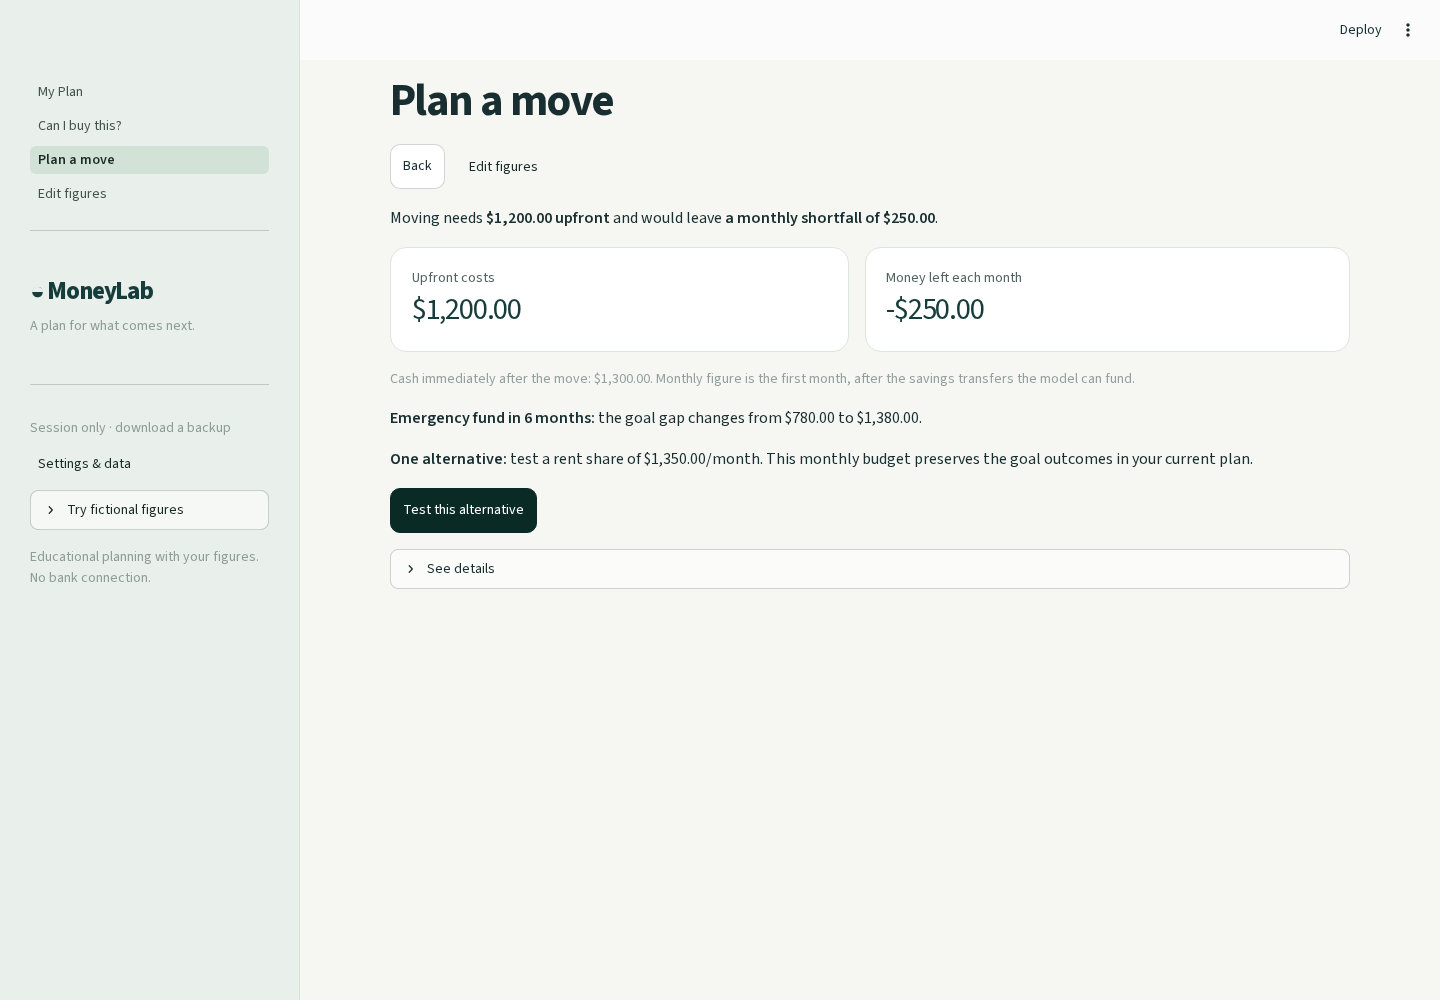 Deploy
My Plan
Can I buy this?
Plan a move
Edit figures
MoneyLab
A plan for what comes next.
Session only · download a backup
Settings & data
Try fictional figures
Educational planning with your figures.
No bank connection.
Plan a move
Back
Edit figures
Moving needs $1,200.00 upfront and would leave a monthly shortfall of $250.00.
Upfront costs
$1,200.00
Money left each month
-$250.00
Cash immediately after the move: $1,300.00. Monthly figure is the first month, after the savings transfers the model can fund.
Emergency fund in 6 months: the goal gap changes from $780.00 to $1,380.00.
One alternative: test a rent share of $1,350.00/month. This monthly budget preserves the goal outcomes in your current plan.
Test this alternative
See details